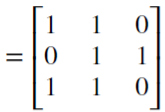 = [1 1 0
0 1 1
1 1 0]